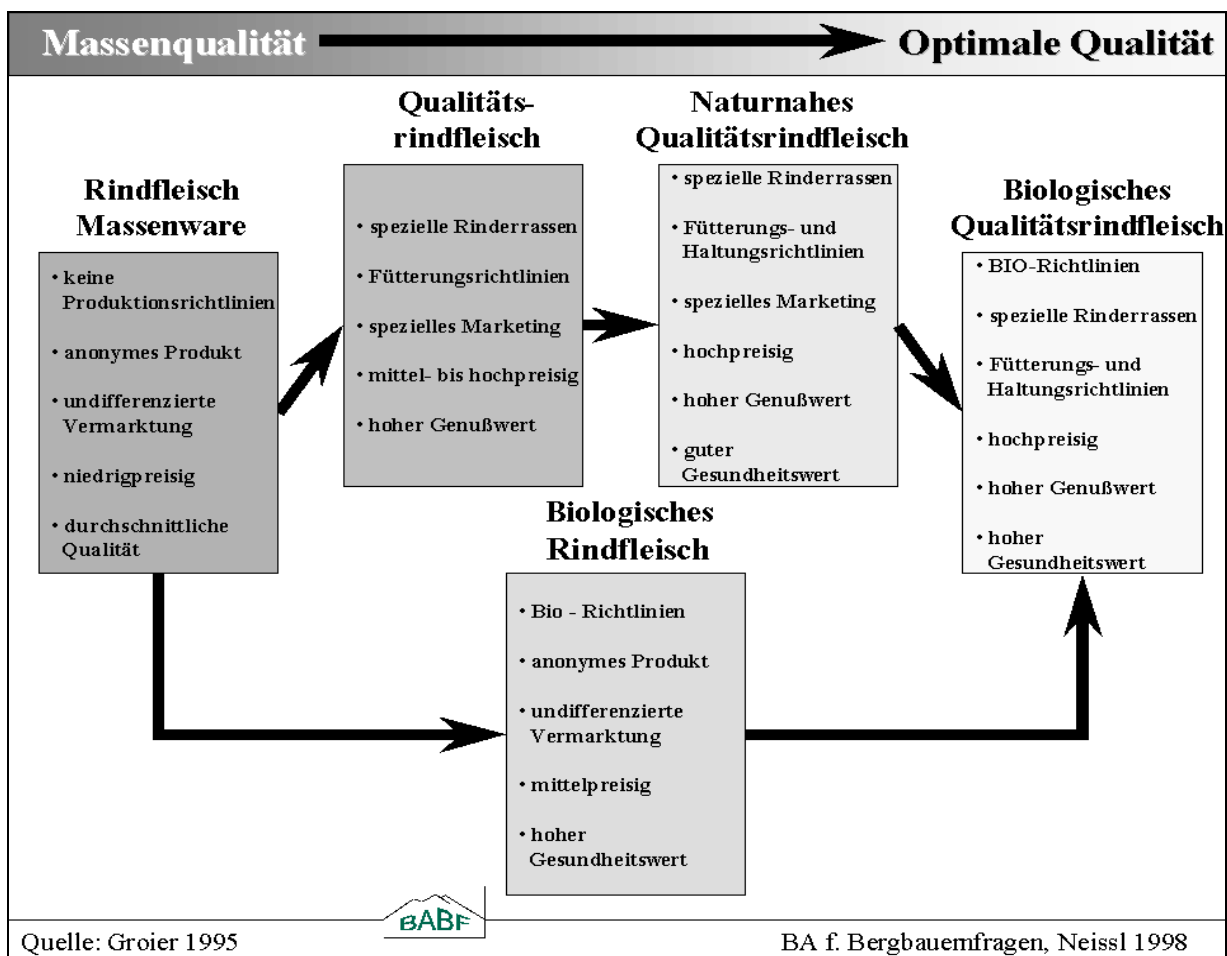 Massenqualität
Optimale Qualität
Rindfleisch
Massenware
• keine
Produktionsrichtlinien
• anonymes Produkt
• undifferenzierte
Vermarktung
• niedrigpreisig
• durchschnittliche
Qualität
Qualitäts-
rindfleisch
• spezielle Rinderrassen
• Fütterungsrichtlinien
• spezielles Marketing
• mittel- bis hochpreisig
• hoher Genußwert
Naturnahes
Qualitätsrindfleisch
• spezielle Rinderrassen
• Fütterungs- und
Haltungsrichtlinien
• spezielles Marketing
• hochpreisig
• hoher Genußwert
• guter
Gesundheitswert
Biologisches
Qualitätsrindfleisch
• BIO-Richtlinien
• spezielle Rinderrassen
• Fütterungs- und
Haltungsrichtlinien
• hochpreisig
• hoher Genußwert
• hoher
Gesundheitswert
Biologisches
Rindfleisch
• Bio - Richtlinien
• anonymes Produkt
• undifferenzierte
Vermarktung
• mittelpreisig
• hoher
Gesundheitswert
BABF
Quelle: Groier 1995
BA f. Bergbauernfragen, Neissl 1998